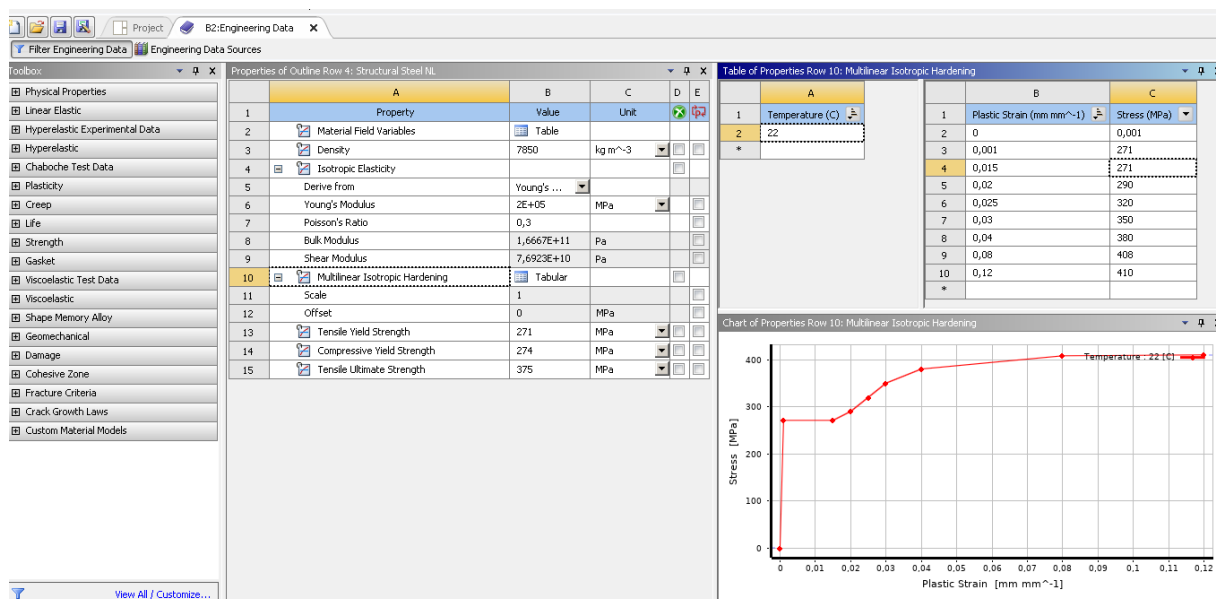 Project B2:Engineering Data X
Filter Engineering Data Engineering Data Sources
Toolbox
Physical Properties
Linear Elastic
Hyperelastic Experimental Data
Hyperelastic
Chaboche Test Data
Plasticity
Creep
Life
Strength
Gasket
Viscoelastic Test Data
Viscoelastic
Shape Memory Alloy
Geomechanical
Damage
Cohesive Zone
Fracture Criteria
Crack Growth Laws
Custom Material Models
View All / Customize...
Properties of Outline Row 4: Structural Steel NL
A B C D E
1 Property Value Unit
2 Material Field Variables Table
3 Density 7850 kg m^-3
4 Isotropic Elasticity
5 Derive from Young's ...
6 Young's Modulus 2E+05 MPa
7 Poisson's Ratio 0,3
8 Bulk Modulus 1,6667E+11 Pa
9 Shear Modulus 7,6923E+10 Pa
10 Multilinear Isotropic Hardening Tabular
11 Scale 1
12 Offset 0 MPa
13 Tensile Yield Strength 271 MPa
14 Compressive Yield Strength 274 MPa
15 Tensile Ultimate Strength 375 MPa
Table of Properties Row 10: Multilinear Isotropic Hardening
A
1 Temperature (C)
2 22
*
B C
1 Plastic Strain (mm mm^-1) Stress (MPa)
2 0 0,001
3 0,001 271
4 0,015 271
5 0,02 290
6 0,025 320
7 0,03 350
8 0,04 380
9 0,08 408
10 0,12 410
*
Chart of Properties Row 10: Multilinear Isotropic Hardening
Temperature : 22 [C]
400
300
200
100
0
Stress [MPa]
0 0,01 0,02 0,03 0,04 0,05 0,06 0,07 0,08 0,09 0,1 0,11 0,12
Plastic Strain [mm mm^-1]